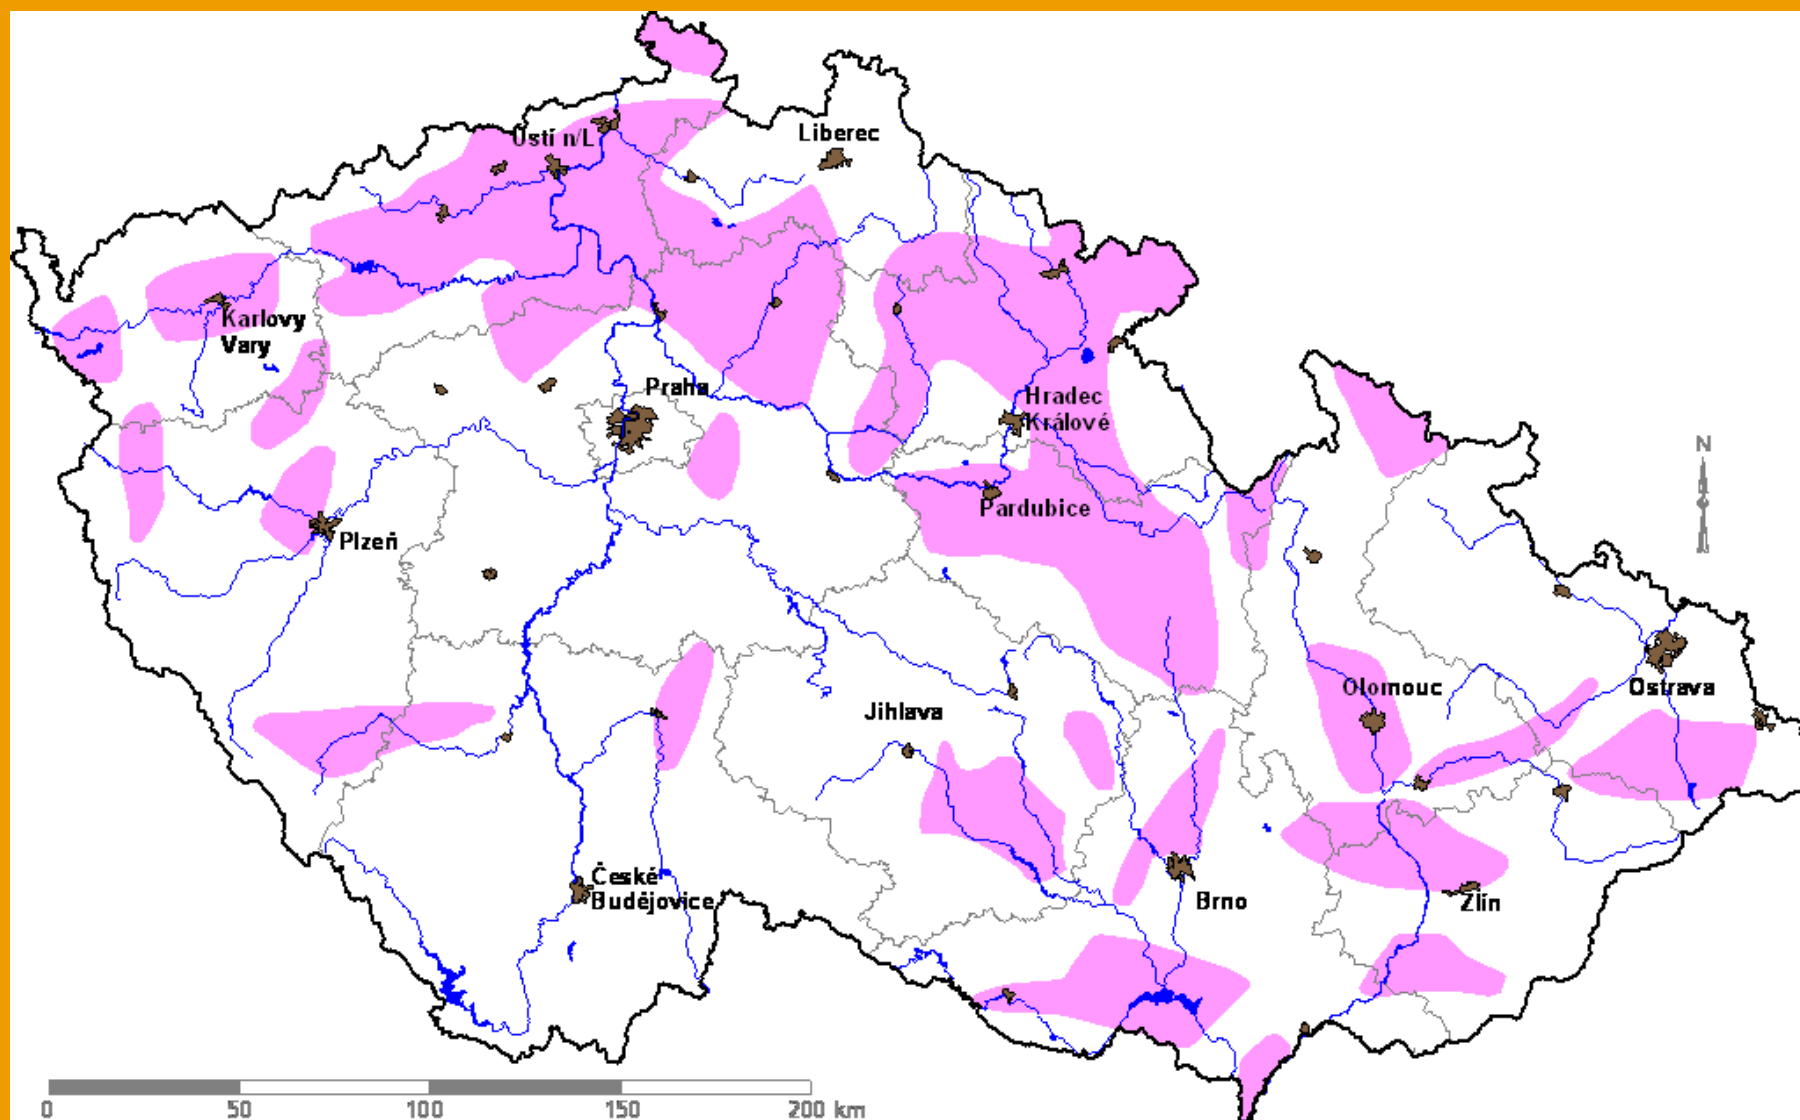 Ústí n/L
Liberec
Karlovy
Vary
Praha
Hradec
Králové
N
Pardubice
Plzeň
Olomouc
Ostrava
Jihlava
České
Budějovice
Brno
Zlín
0 50 100 150 200 km